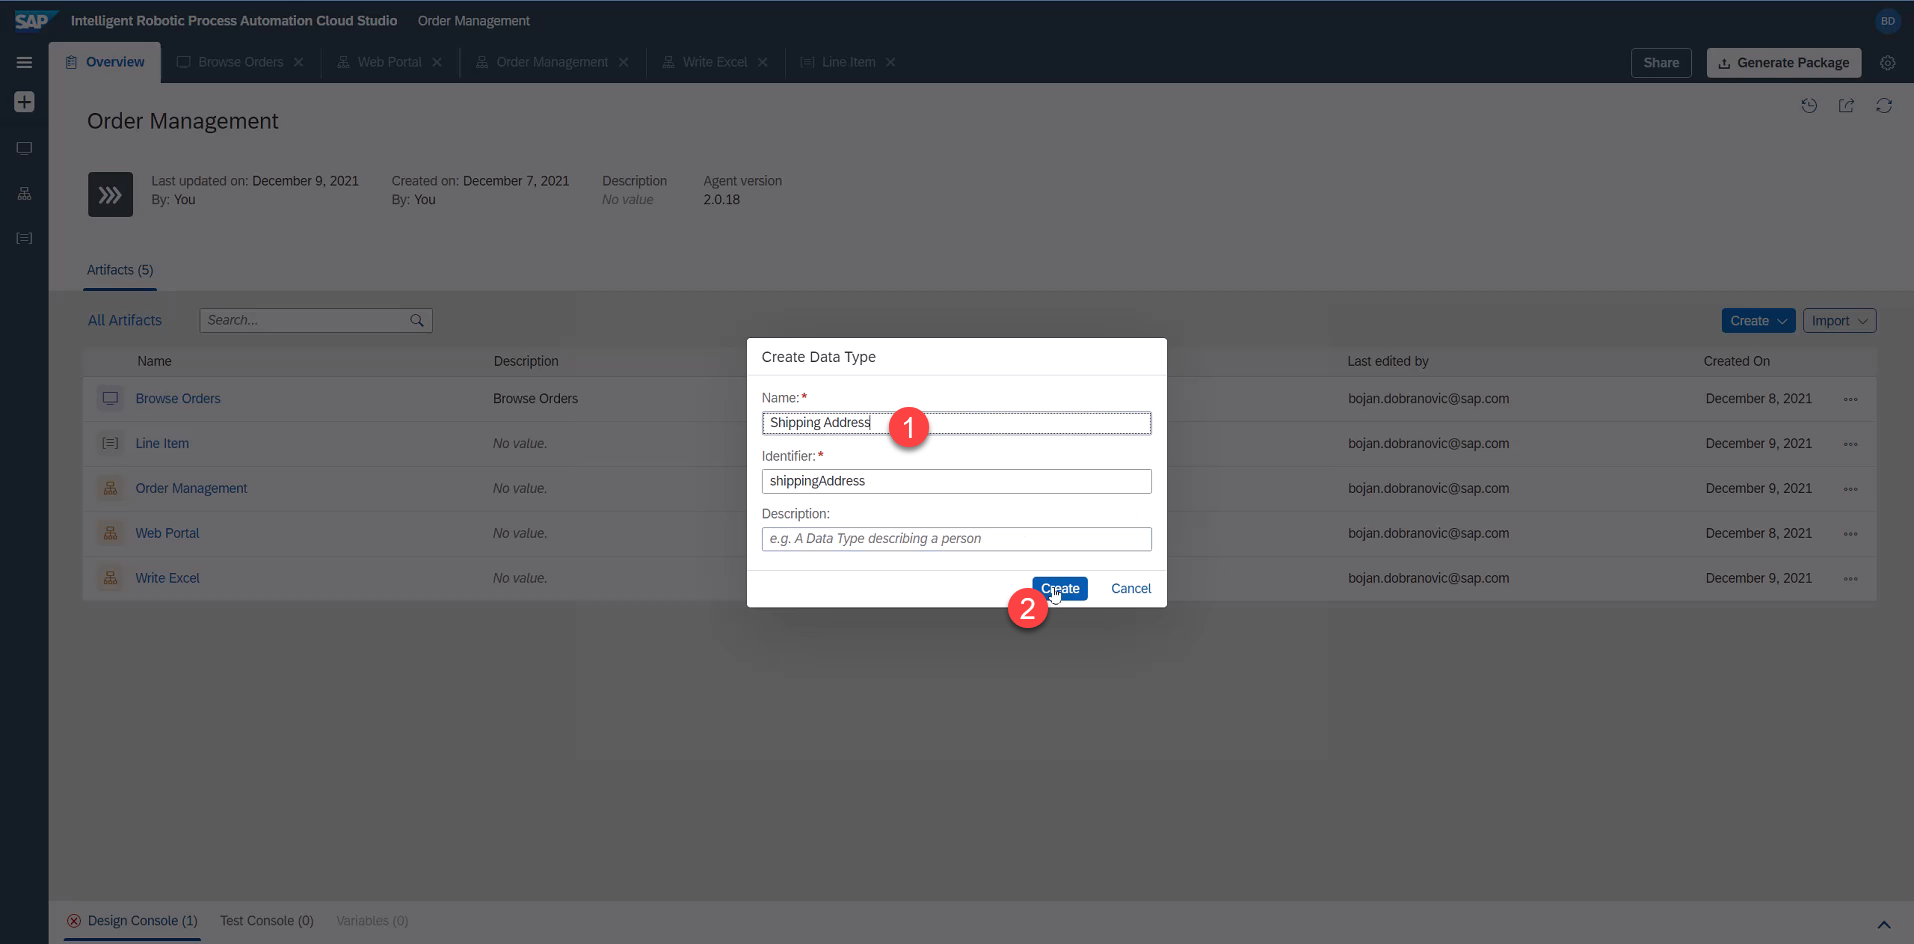 SAP Intelligent Robotic Process Automation Cloud Studio Order Management BD
Overview Browse Orders Web Portal Order Management Write Excel Line Item Share Generate Package
Order Management
Last updated on: December 9, 2021 Created on: December 7, 2021 Description Agent version
By: You By: You No value 2.0.18
Artifacts (5)
All Artifacts Search... Create Import
Name Description Last edited by Created On
Browse Orders Browse Orders bojan.dobranovic@sap.com December 8, 2021
Line Item No value. bojan.dobranovic@sap.com December 9, 2021
Order Management No value. bojan.dobranovic@sap.com December 9, 2021
Web Portal No value. bojan.dobranovic@sap.com December 8, 2021
Write Excel No value. bojan.dobranovic@sap.com December 9, 2021
Create Data Type
Name:*
Shipping Address 1
Identifier:*
shippingAddress
Description:
e.g. A Data Type describing a person
Create Cancel
2
Design Console (1) Test Console (0) Variables (0)